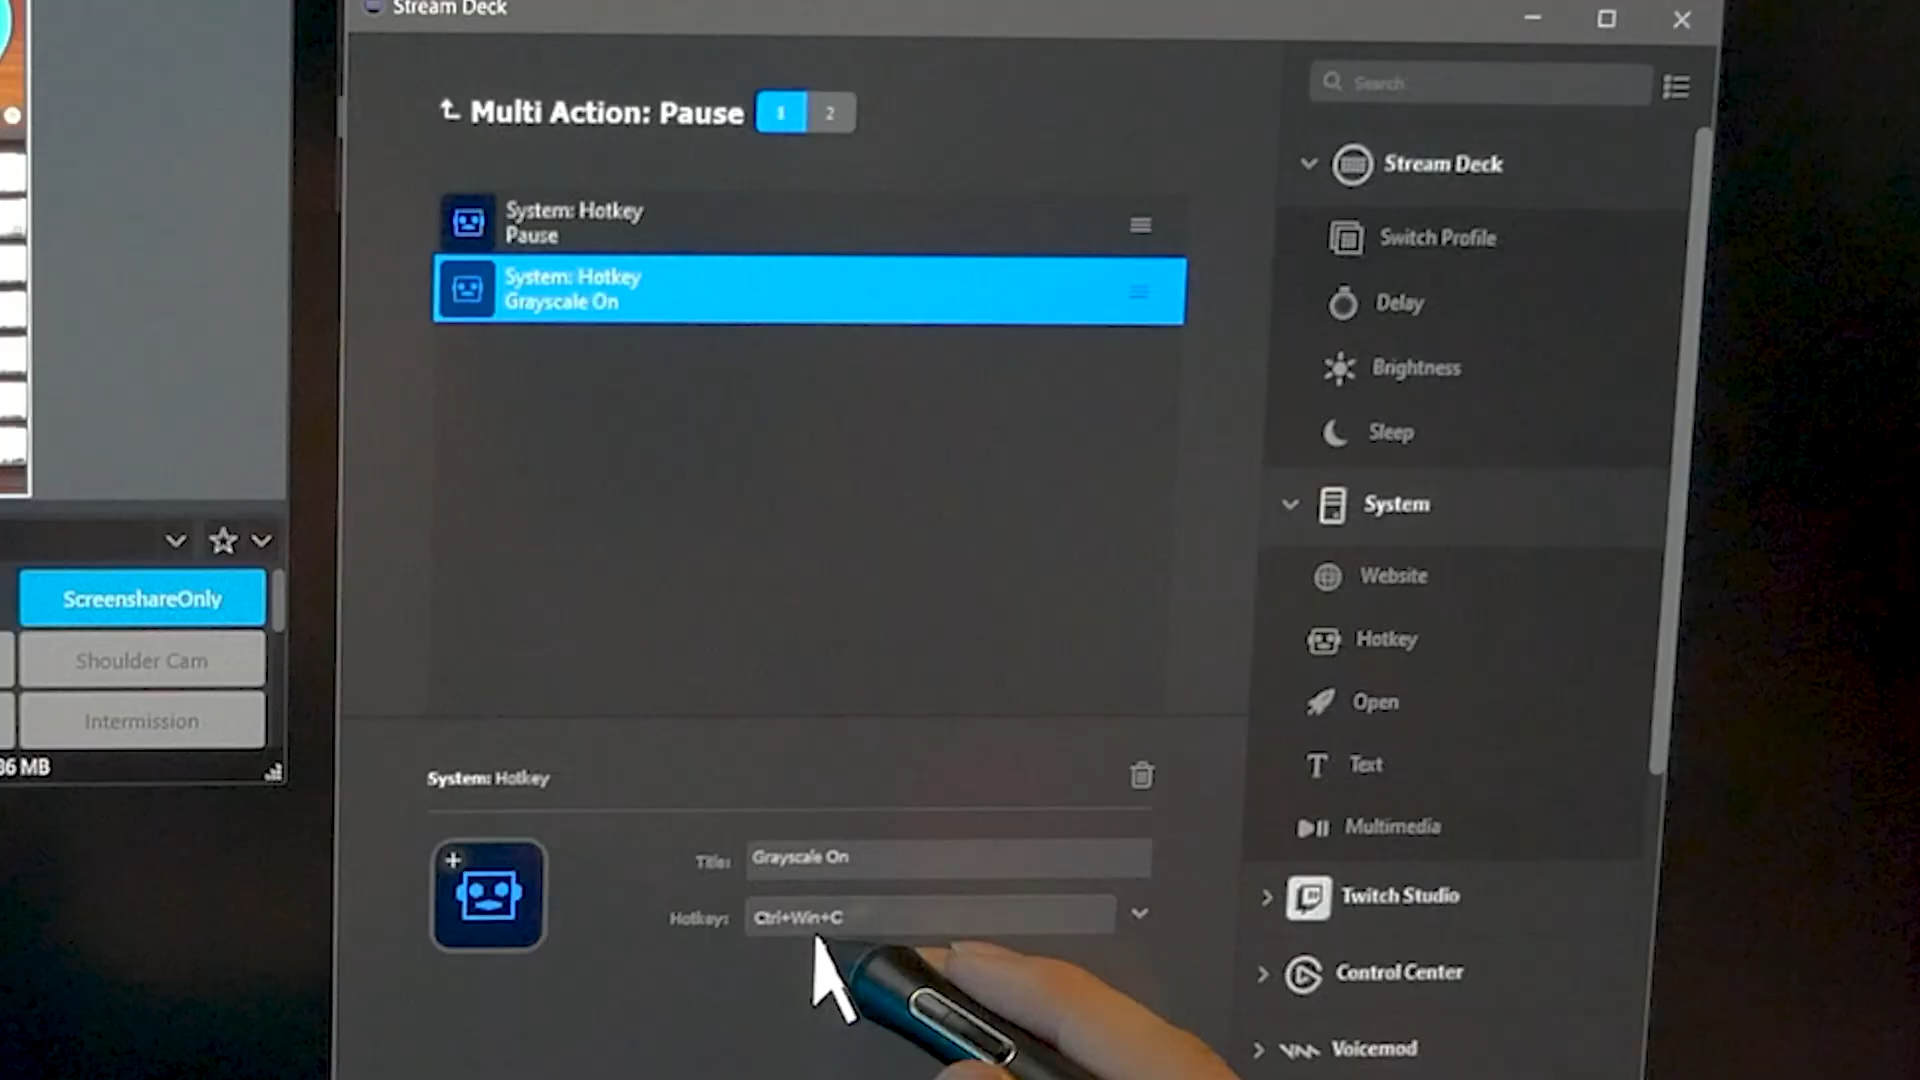 Stream Deck
Multi Action: Pause
2
Search
Stream Deck
System: Hotkey
Pause
System: Hotkey
Grayscale On
Switch Profile
Delay
Brightness
Sleep
System
Website
Hotkey
Open
Text
Multimedia
Twitch Studio
Control Center
Voicemod
ScreenshareOnly
Shoulder Cam
Intermission
MB
System: Hotkey
Title:
Grayscale On
Hotkey:
Ctrl+Win+C